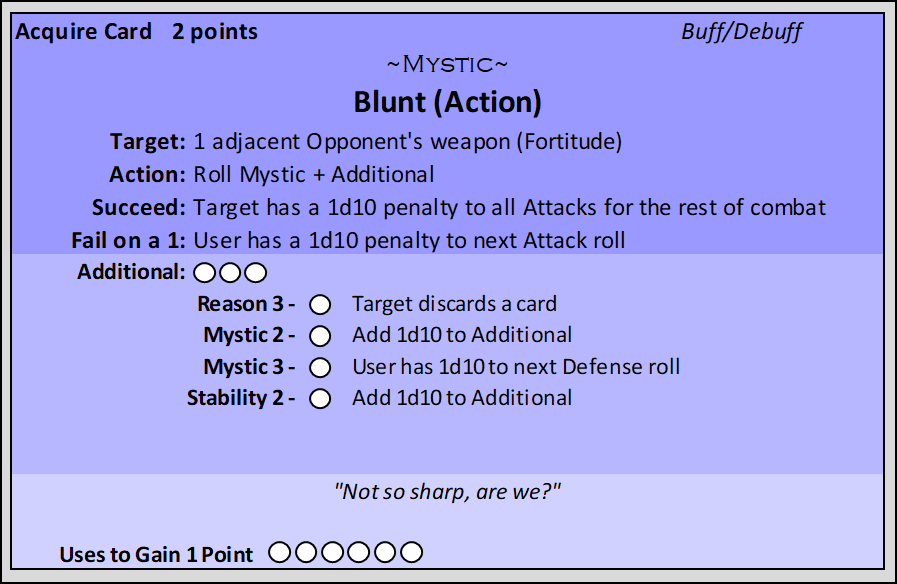 Acquire Card 2 points Buff/Debuff
~Mystic~
Blunt (Action)
Target: 1 adjacent Opponent's weapon (Fortitude)
Action: Roll Mystic + Additional
Succeed: Target has a 1d10 penalty to all Attacks for the rest of combat
Fail on a 1: User has a 1d10 penalty to next Attack roll
Additional:
Reason 3 - Target discards a card
Mystic 2 - Add 1d10 to Additional
Mystic 3 - User has 1d10 to next Defense roll
Stability 2 - Add 1d10 to Additional
"Not so sharp, are we?"
Uses to Gain 1 Point